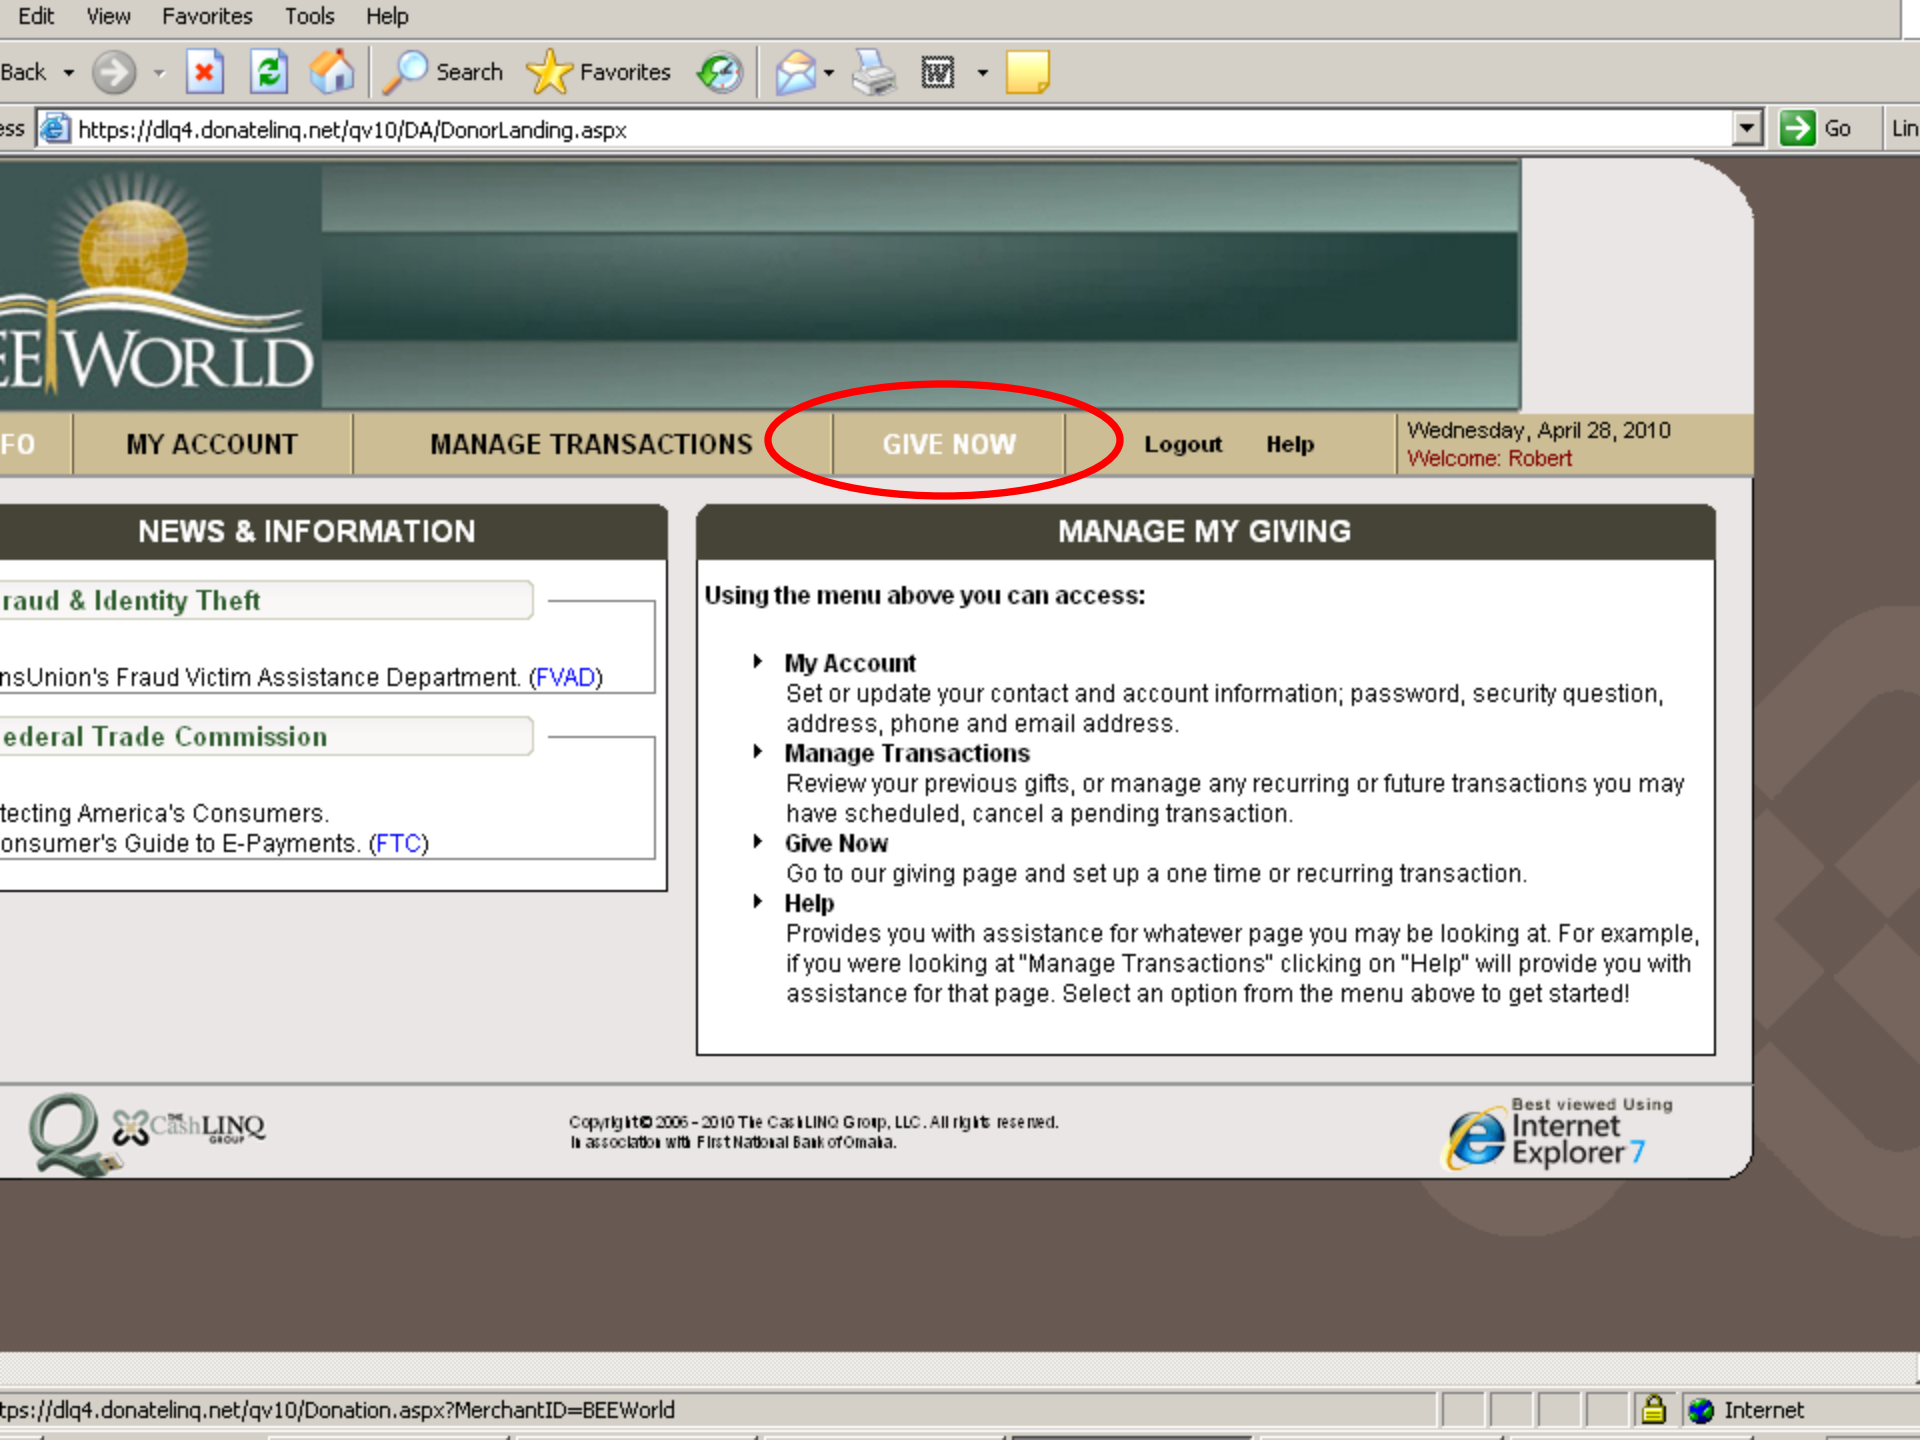 Edit View Favorites Tools Help
Back Search Favorites
ess https://dlq4.donatelinq.net/qv10/DA/DonorLanding.aspx Go Lin
EE WORLD
FO MY ACCOUNT MANAGE TRANSACTIONS GIVE NOW Logout Help Wednesday, April 28, 2010
Welcome: Robert
NEWS & INFORMATION
raud & Identity Theft
nsUnion's Fraud Victim Assistance Department. (FVAD)
ederal Trade Commission
tecting America's Consumers.
onsumer's Guide to E-Payments. (FTC)
MANAGE MY GIVING
Using the menu above you can access:
My Account
Set or update your contact and account information; password, security question,
address, phone and email address.
Manage Transactions
Review your previous gifts, or manage any recurring or future transactions you may
have scheduled, cancel a pending transaction.
Give Now
Go to our giving page and set up a one time or recurring transaction.
Help
Provides you with assistance for whatever page you may be looking at. For example,
if you were looking at "Manage Transactions" clicking on "Help" will provide you with
assistance for that page. Select an option from the menu above to get started!
THE CashLINQ GROUP
Copyright© 2006 - 2010 The CashLINQ Group, LLC. All rights reserved.
In association with First National Bank of Omaha.
Best viewed Using
Internet
Explorer 7
tps://dlq4.donatelinq.net/qv10/Donation.aspx?MerchantID=BEEWorld Internet